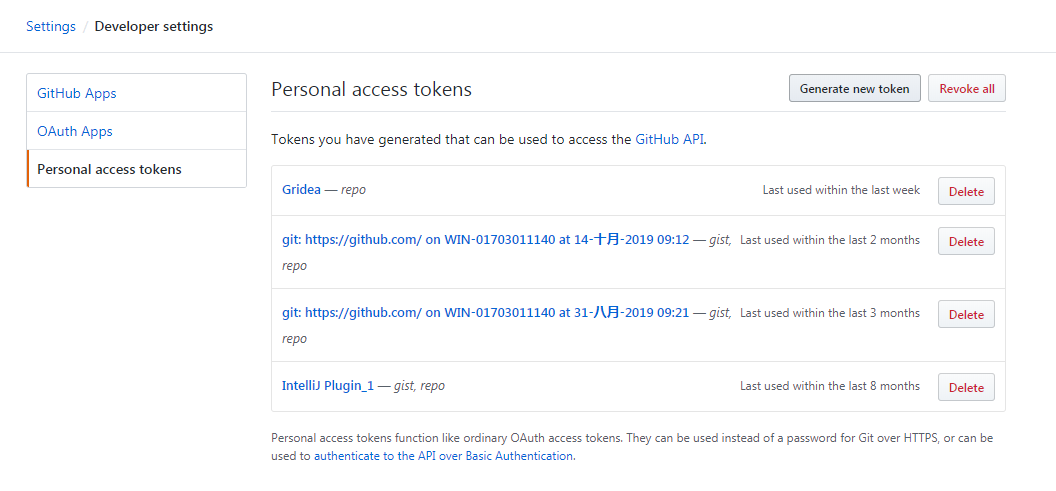 Settings / Developer settings
GitHub Apps
OAuth Apps
Personal access tokens
Personal access tokens
Generate new token
Revoke all
Tokens you have generated that can be used to access the GitHub API.
Gridea — repo
Last used within the last week
Delete
git: https://github.com/ on WIN-01703011140 at 14-十月-2019 09:12 — gist,
repo
Last used within the last 2 months
Delete
git: https://github.com/ on WIN-01703011140 at 31-八月-2019 09:21 — gist,
repo
Last used within the last 3 months
Delete
IntelliJ Plugin_1 — gist, repo
Last used within the last 8 months
Delete
Personal access tokens function like ordinary OAuth access tokens. They can be used instead of a password for Git over HTTPS, or can be
used to authenticate to the API over Basic Authentication.